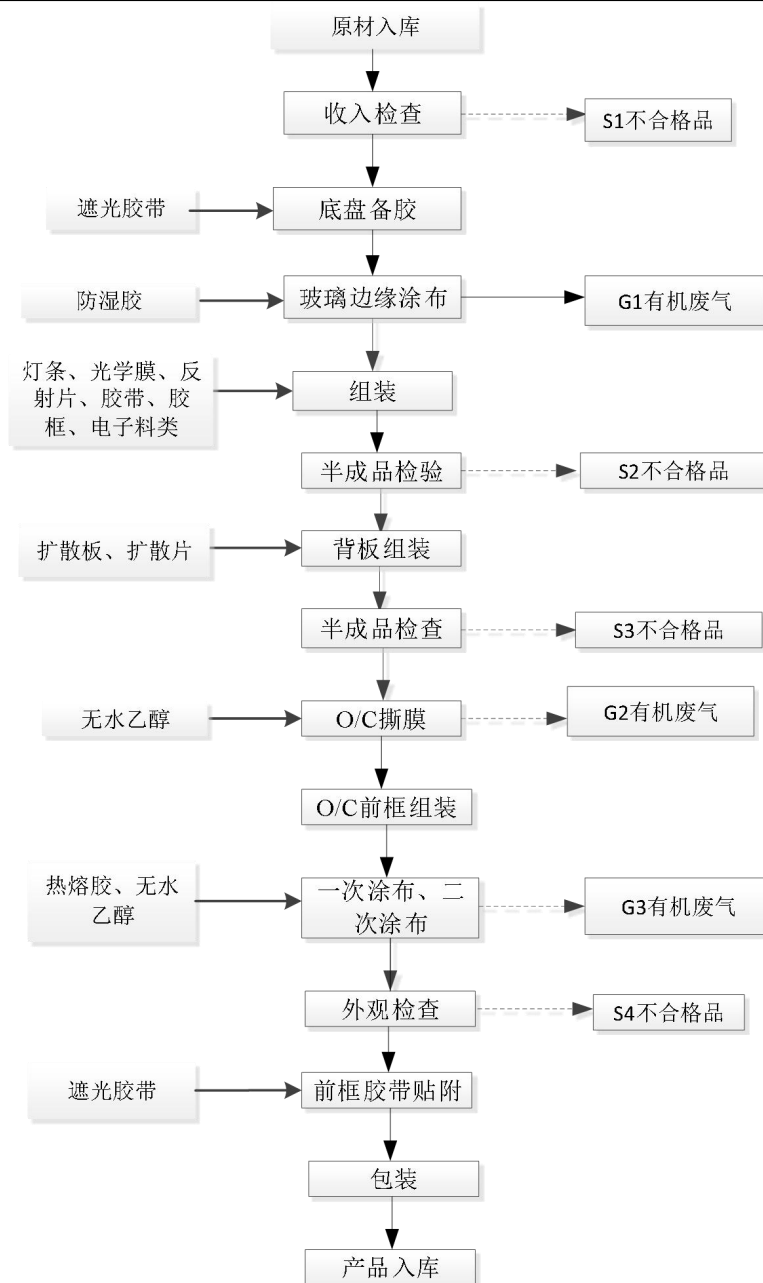 原材入库
收入检查
S1不合格品
遮光胶带
底盘备胶
防湿胶
玻璃边缘涂布
G1有机废气
灯条、光学膜、反
射片、胶带、胶
框、电子料类
组装
半成品检验
S2不合格品
扩散板、扩散片
背板组装
半成品检查
S3不合格品
无水乙醇
O/C撕膜
G2有机废气
O/C前框组装
热熔胶、无水
乙醇
一次涂布、二
次涂布
G3有机废气
外观检查
S4不合格品
遮光胶带
前框胶带贴附
包装
产品入库